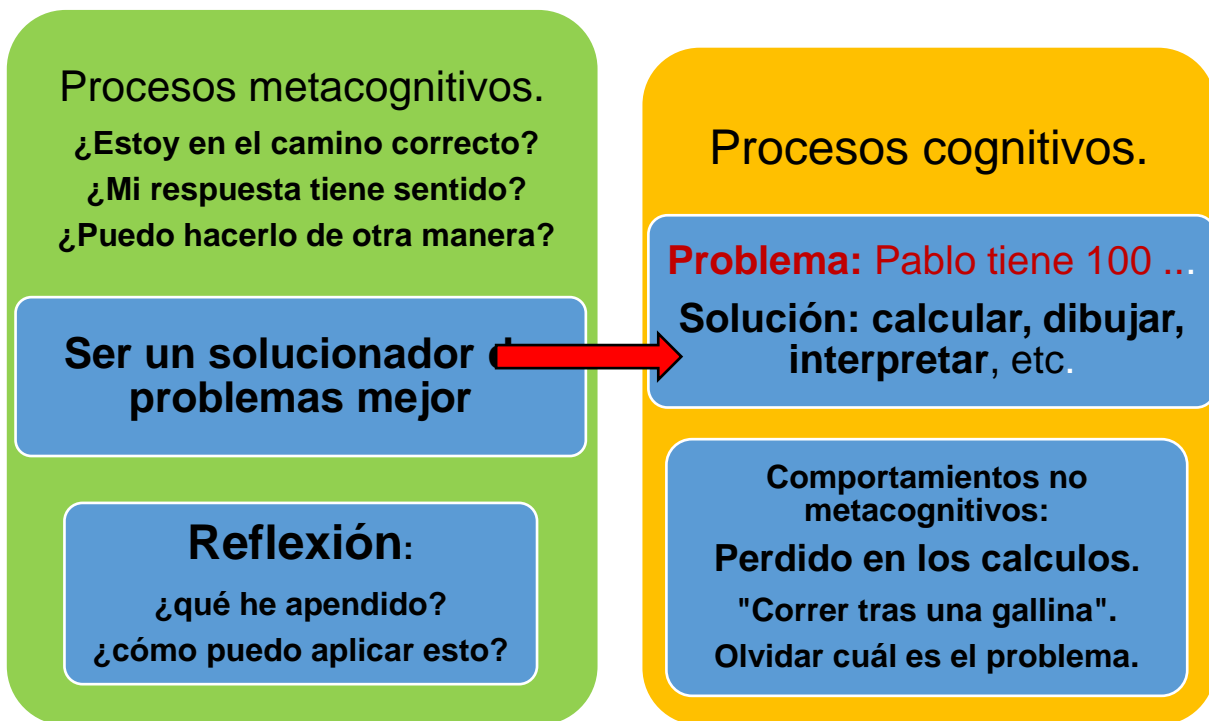 Procesos metacognitivos.
¿Estoy en el camino correcto?
¿Mi respuesta tiene sentido?
¿Puedo hacerlo de otra manera?
Ser un solucionador
problemas mejor
Reflexión:
¿qué he apendido?
¿cómo puedo aplicar esto?
Procesos cognitivos.
Problema: Pablo tiene 100 ...
Solución: calcular, dibujar,
interpretar, etc.
Comportamientos no
metacognitivos:
Perdido en los calculos.
"Correr tras una gallina".
Olvidar cuál es el problema.